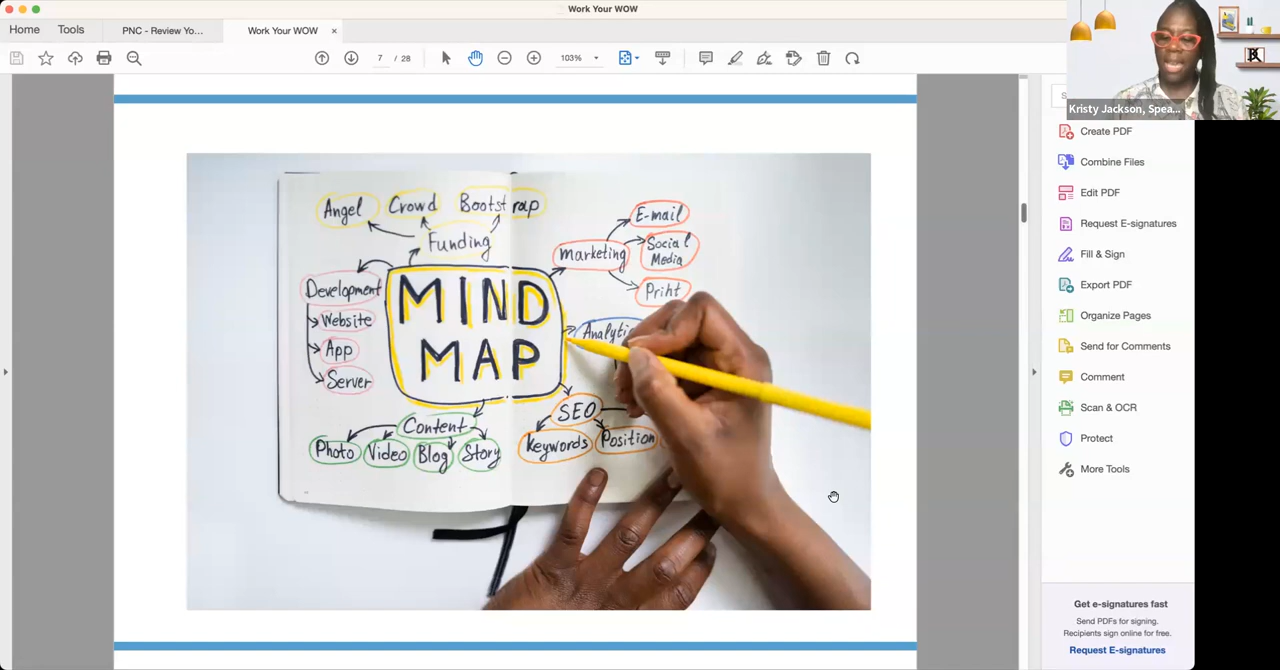 Work Your WOW
Home
Tools
PNC - Review Yo...
Work Your WOW
7 / 28
103%
Kristy Jackson, Spea...
Create PDF
Combine Files
Edit PDF
Request E-signatures
Fill & Sign
Export PDF
Organize Pages
Send for Comments
Comment
Scan & OCR
Protect
More Tools
Get e-signatures fast
Send PDFs for signing.
Recipients sign online for free.
Request E-signatures
Angel
Crowd
Bootstrap
Funding
E-mail
Marketing
Social
Media
Print
Development
Website
App
Server
MIND
MAP
SEO
Keywords
Position
Content
Photo
Video
Blog
Story